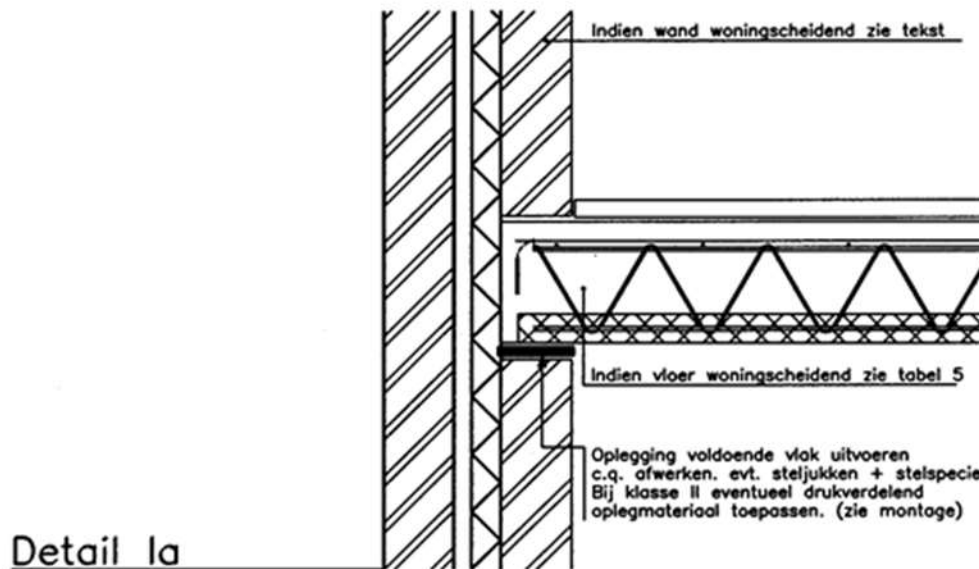 Indien wand woningscheidend zie tekst
Indien vloer woningscheidend zie tabel 5
Oplegging voldoende vlak uitvoeren
c.q. afwerken. evt. steljukken + stelspecie
Bij klasse II eventueel drukverdelend
oplegmateriaal toepassen. (zie montage)
Detail Ia